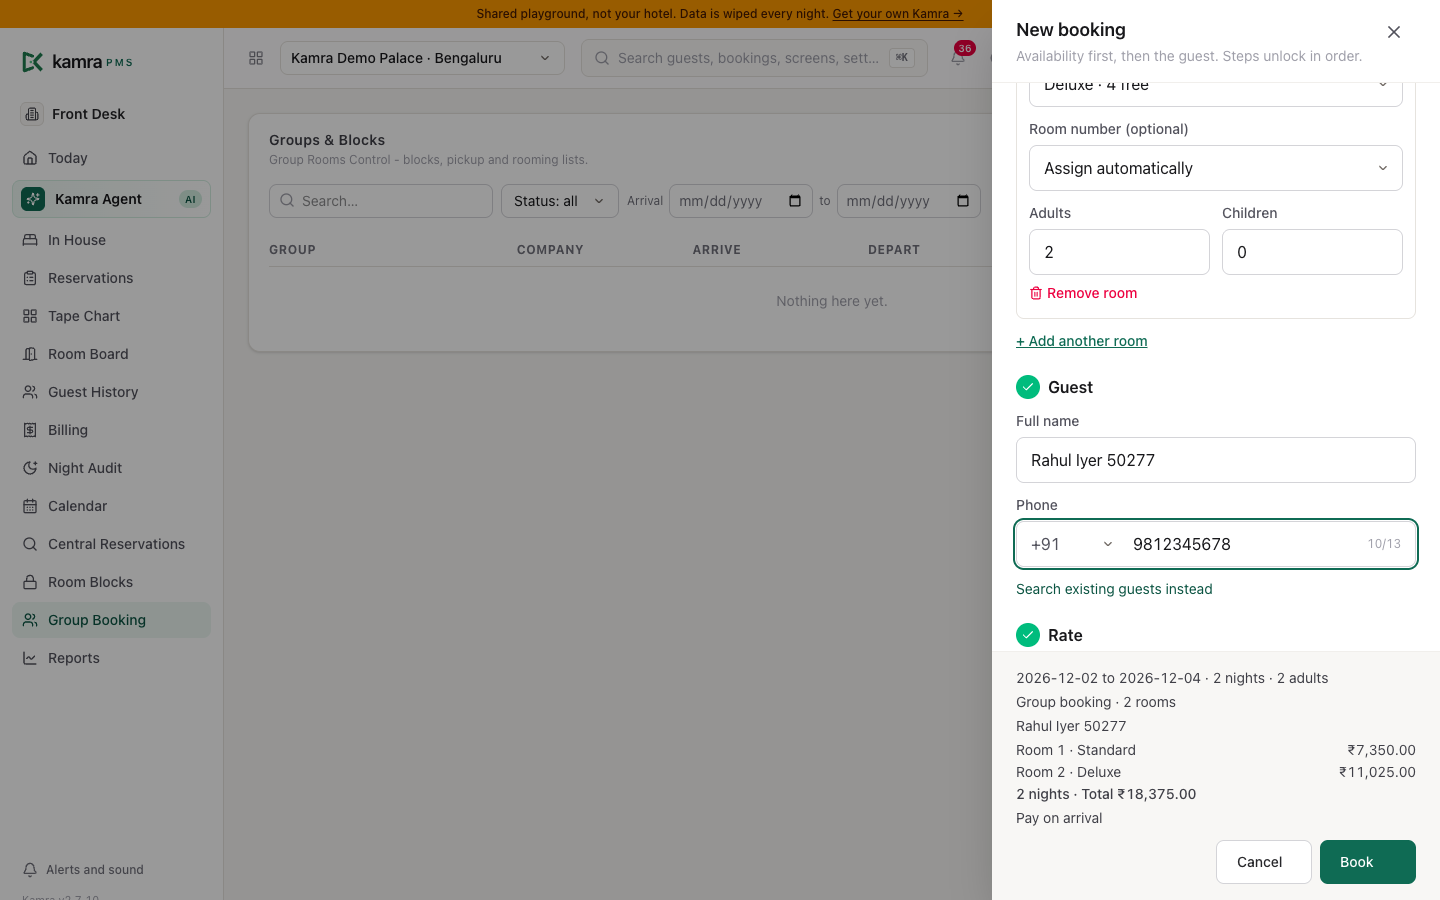 Shared playground, not your hotel. Data is wiped every night. Get your own Kamra →
kamra PMS
Front Desk
Today
Kamra Agent AI
In House
Reservations
Tape Chart
Room Board
Guest History
Billing
Night Audit
Calendar
Central Reservations
Room Blocks
Group Booking
Reports
Alerts and sound
Kamra v2.7.10
Kamra Demo Palace · Bengaluru
Search guests, bookings, screens, sett... ⌘K
36
Groups & Blocks
Group Rooms Control - blocks, pickup and rooming lists.
Search...
Status: all
Arrival
mm/dd/yyyy
to
mm/dd/yyyy
GROUP COMPANY ARRIVE DEPART
Nothing here yet.
New booking
Availability first, then the guest. Steps unlock in order.
Deluxe · 4 free
Room number (optional)
Assign automatically
Adults Children
2 0
Remove room
+ Add another room
Guest
Full name
Rahul Iyer 50277
Phone
+91 9812345678 10/13
Search existing guests instead
Rate
2026-12-02 to 2026-12-04 · 2 nights · 2 adults
Group booking · 2 rooms
Rahul Iyer 50277
Room 1 · Standard ₹7,350.00
Room 2 · Deluxe ₹11,025.00
2 nights · Total ₹18,375.00
Pay on arrival
Cancel Book